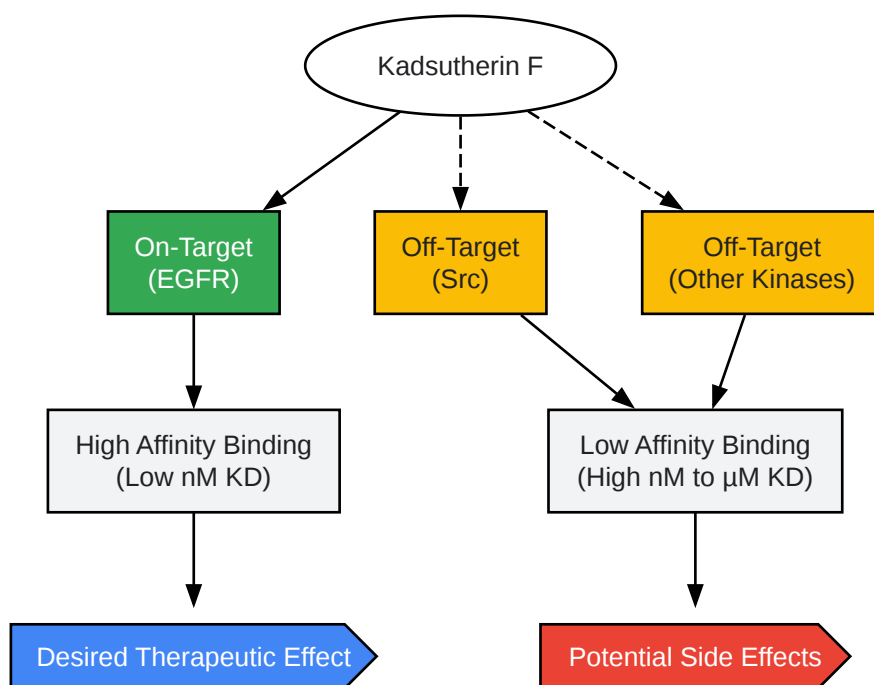 Kadsutherin F
On-Target
(EGFR)
Off-Target
(Src)
Off-Target
(Other Kinases)
High Affinity Binding
(Low nM KD)
Low Affinity Binding
(High nM to µM KD)
Desired Therapeutic Effect
Potential Side Effects